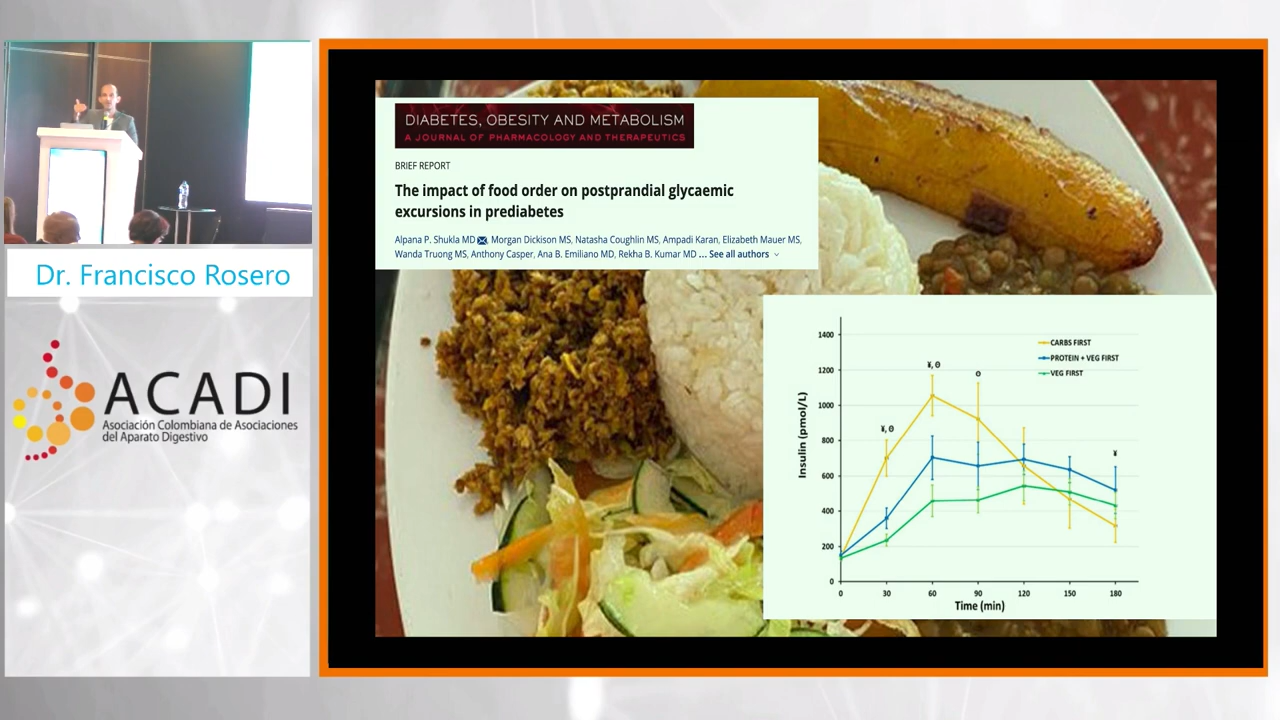 Dr. Francisco Rosero
ACADI
Asociación Colombiana de Asociaciones
del Aparato Digestivo
DIABETES, OBESITY AND METABOLISM
A JOURNAL OF PHARMACOLOGY AND THERAPEUTICS
BRIEF REPORT
The impact of food order on postprandial glycaemic
excursions in prediabetes
Alpana P. Shukla MD, Morgan Dickison MS, Natasha Coughlin MS, Ampadi Karan, Elizabeth Mauer MS,
Wanda Truong MS, Anthony Casper, Ana B. Emiliano MD, Rekha B. Kumar MD ... See all authors
Insulin (pmol/L)
1400
1200
1000
800
600
400
200
0
¥, Θ
¥, Θ
Θ
¥
CARBS FIRST
PROTEIN + VEG FIRST
VEG FIRST
0 30 60 90 120 150 180
Time (min)